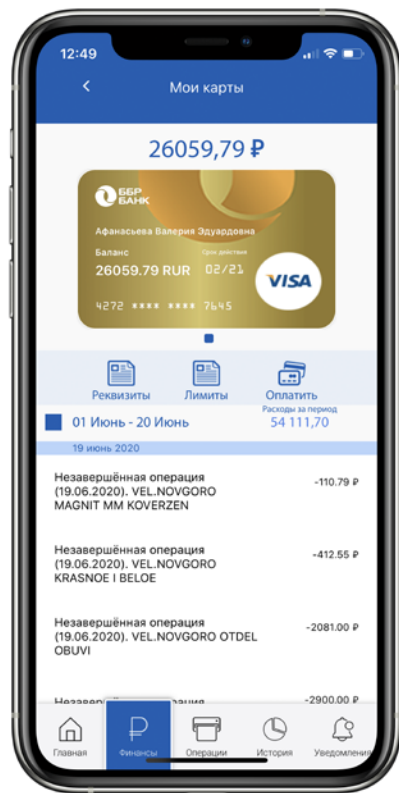 12:49
Мои карты
26059,79 ₽
ББР
БАНК
Афанасьева Валерия Эдуардовна
Баланс
Срок действия
26059.79 RUR 02/21
VISA
4272 **** **** 7645
Реквизиты Лимиты Оплатить
Расходы за период
01 Июнь - 20 Июнь 54 111,70
19 июнь 2020
Незавершённая операция
(19.06.2020). VEL.NOVGORO
MAGNIT MM KOVERZEN
-110.79 ₽
Незавершённая операция
(19.06.2020). VEL.NOVGORO
KRASNOE I BELOE
-412.55 ₽
Незавершённая операция
(19.06.2020). VEL.NOVGORO OTDEL
OBUVI
-2081.00 ₽
-2900.00 ₽
Главная Финансы Операции История Уведомления